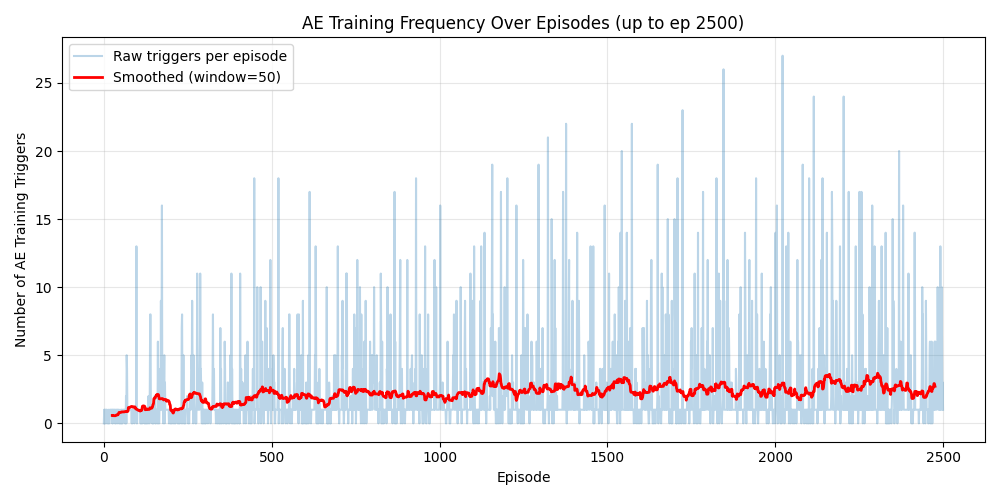 AE Training Frequency Over Episodes (up to ep 2500)
Raw triggers per episode
Smoothed (window=50)
Number of AE Training Triggers
25
20
15
10
5
0
0 500 1000 1500 2000 2500
Episode